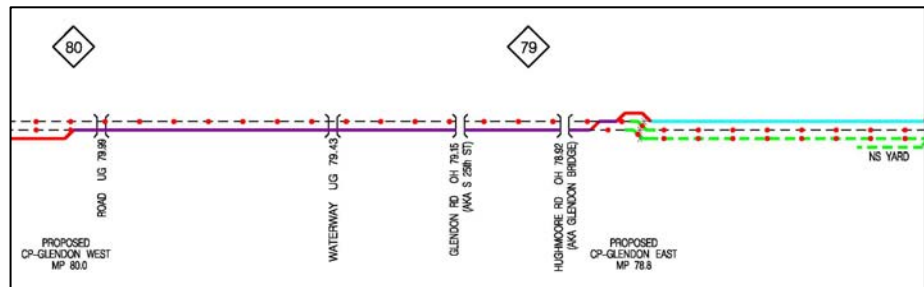 80
79
ROAD UG 79.99
WATERWAY UG 79.43
GLENDON RD OH 79.15
(AKA S 25th ST)
HUGHMOORE RD OH 78.92
(AKA GLENDON BRIDGE)
NS YARD
PROPOSED
CP-GLENDON WEST
MP 80.0
PROPOSED
CP-GLENDON EAST
MP 78.8